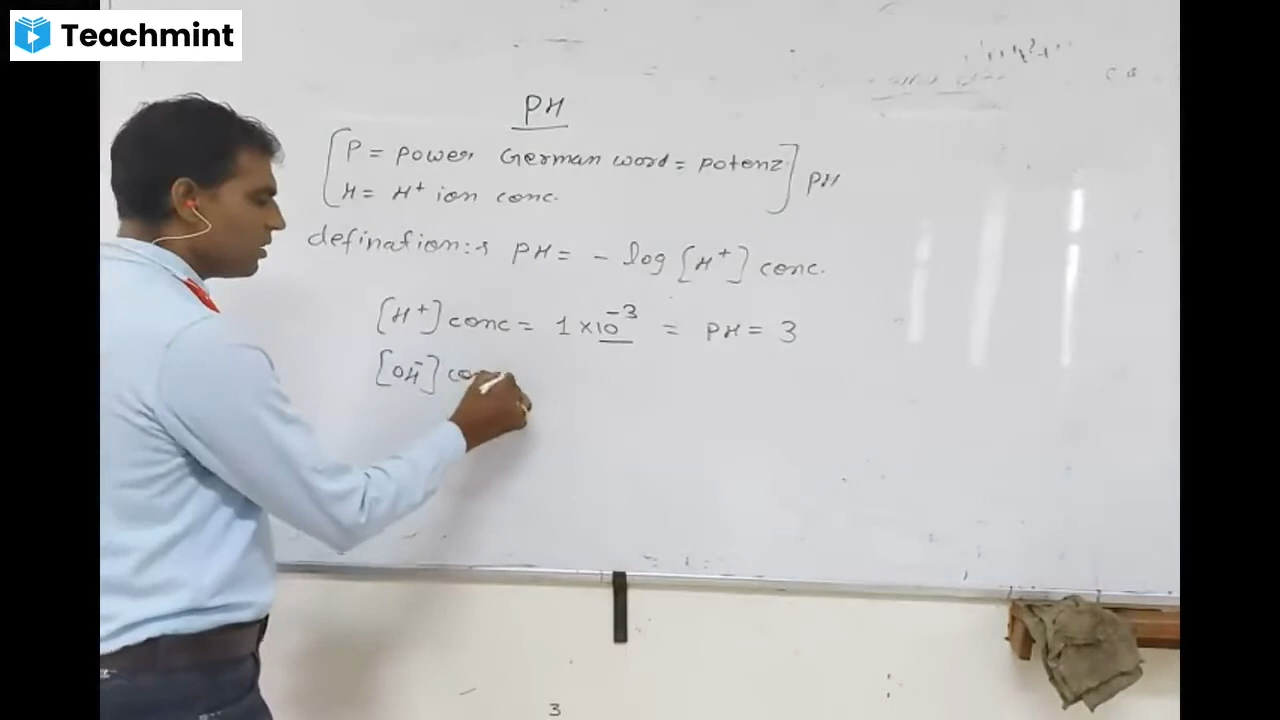 Teachmint
PH
P = power German word = potenz
H = H+ ion conc.
PH
defination:s PH = - log [H+] conc.
[H+] conc = 1 × 10⁻³ = PH = 3
[OH⁻]
3